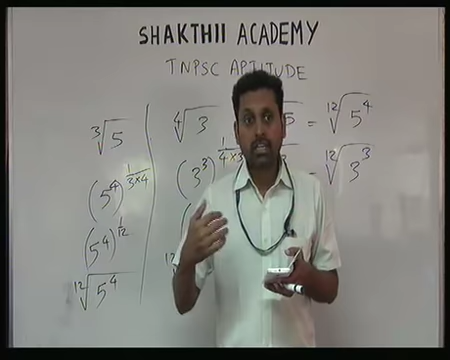 SHAKTHII ACADEMY
TNPSC APTITUDE
∛5
(5⁴)^(1/3×4)
(5⁴)^(1/12)
¹²√5⁴
∜3
(3³)^(1/4×3)
5 = ¹²√5⁴
¹²√3³